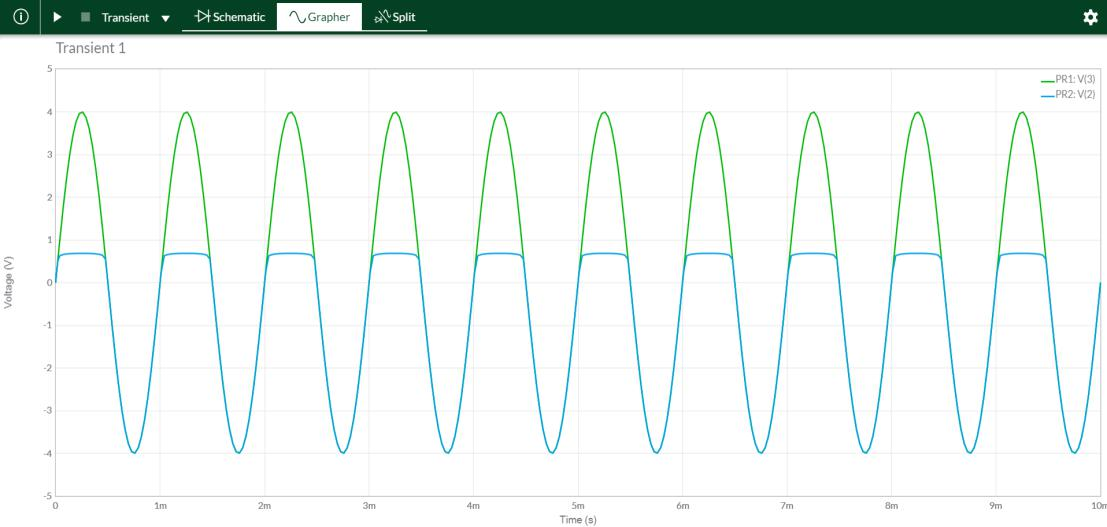 Transient
Schematic
Grapher
Split
Transient 1
PR1: V(3)
PR2: V(2)
Voltage (V)
5
4
3
2
1
0
-1
-2
-3
-4
-5
0 1m 2m 3m 4m 5m 6m 7m 8m 9m 10m
Time (s)